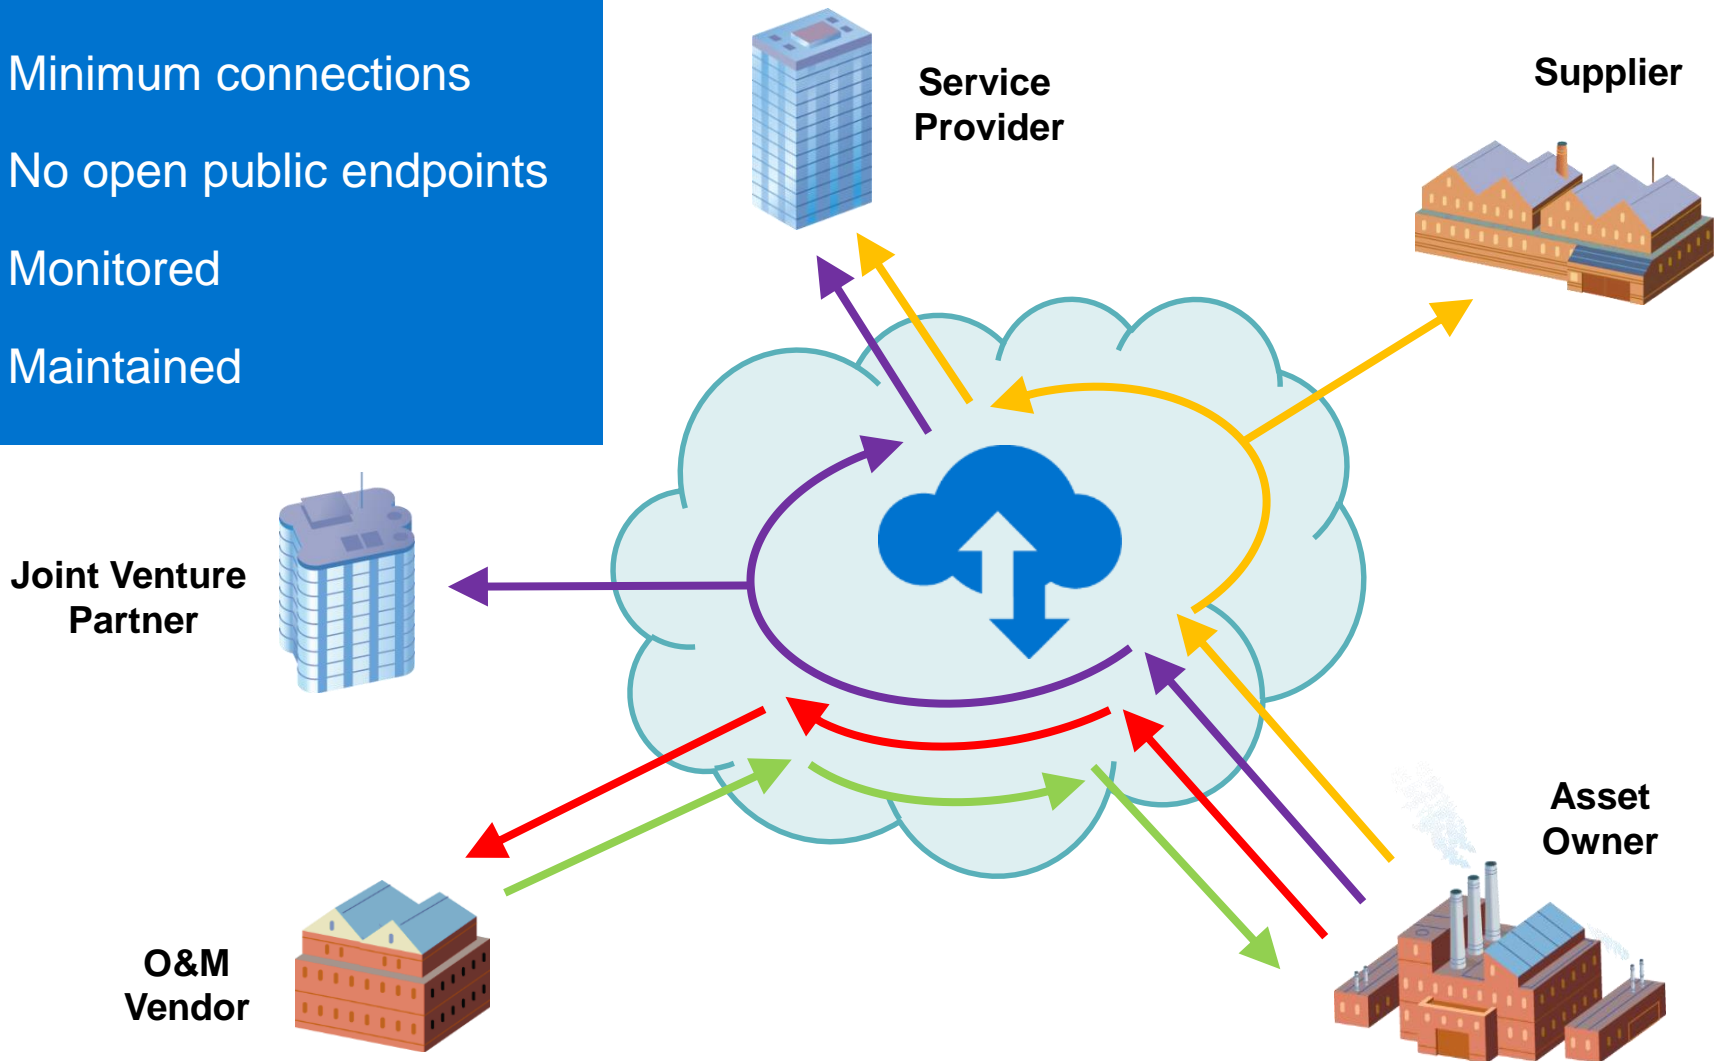 Minimum connections
No open public endpoints
Monitored
Maintained
Service
Provider
Supplier
Joint Venture
Partner
Asset
Owner
O&M
Vendor